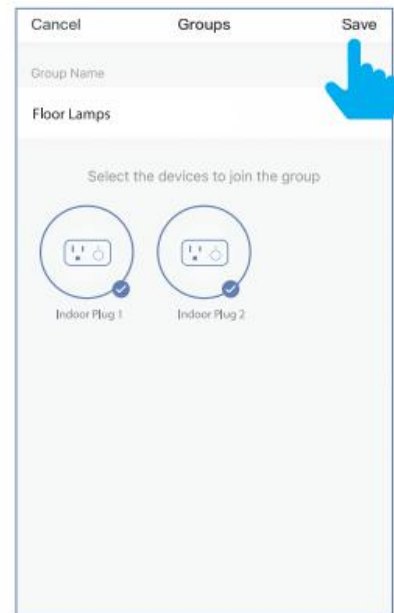 Cancel Groups Save
Group Name
Floor Lamps
Select the devices to join the group
Indoor Plug 1 Indoor Plug 2